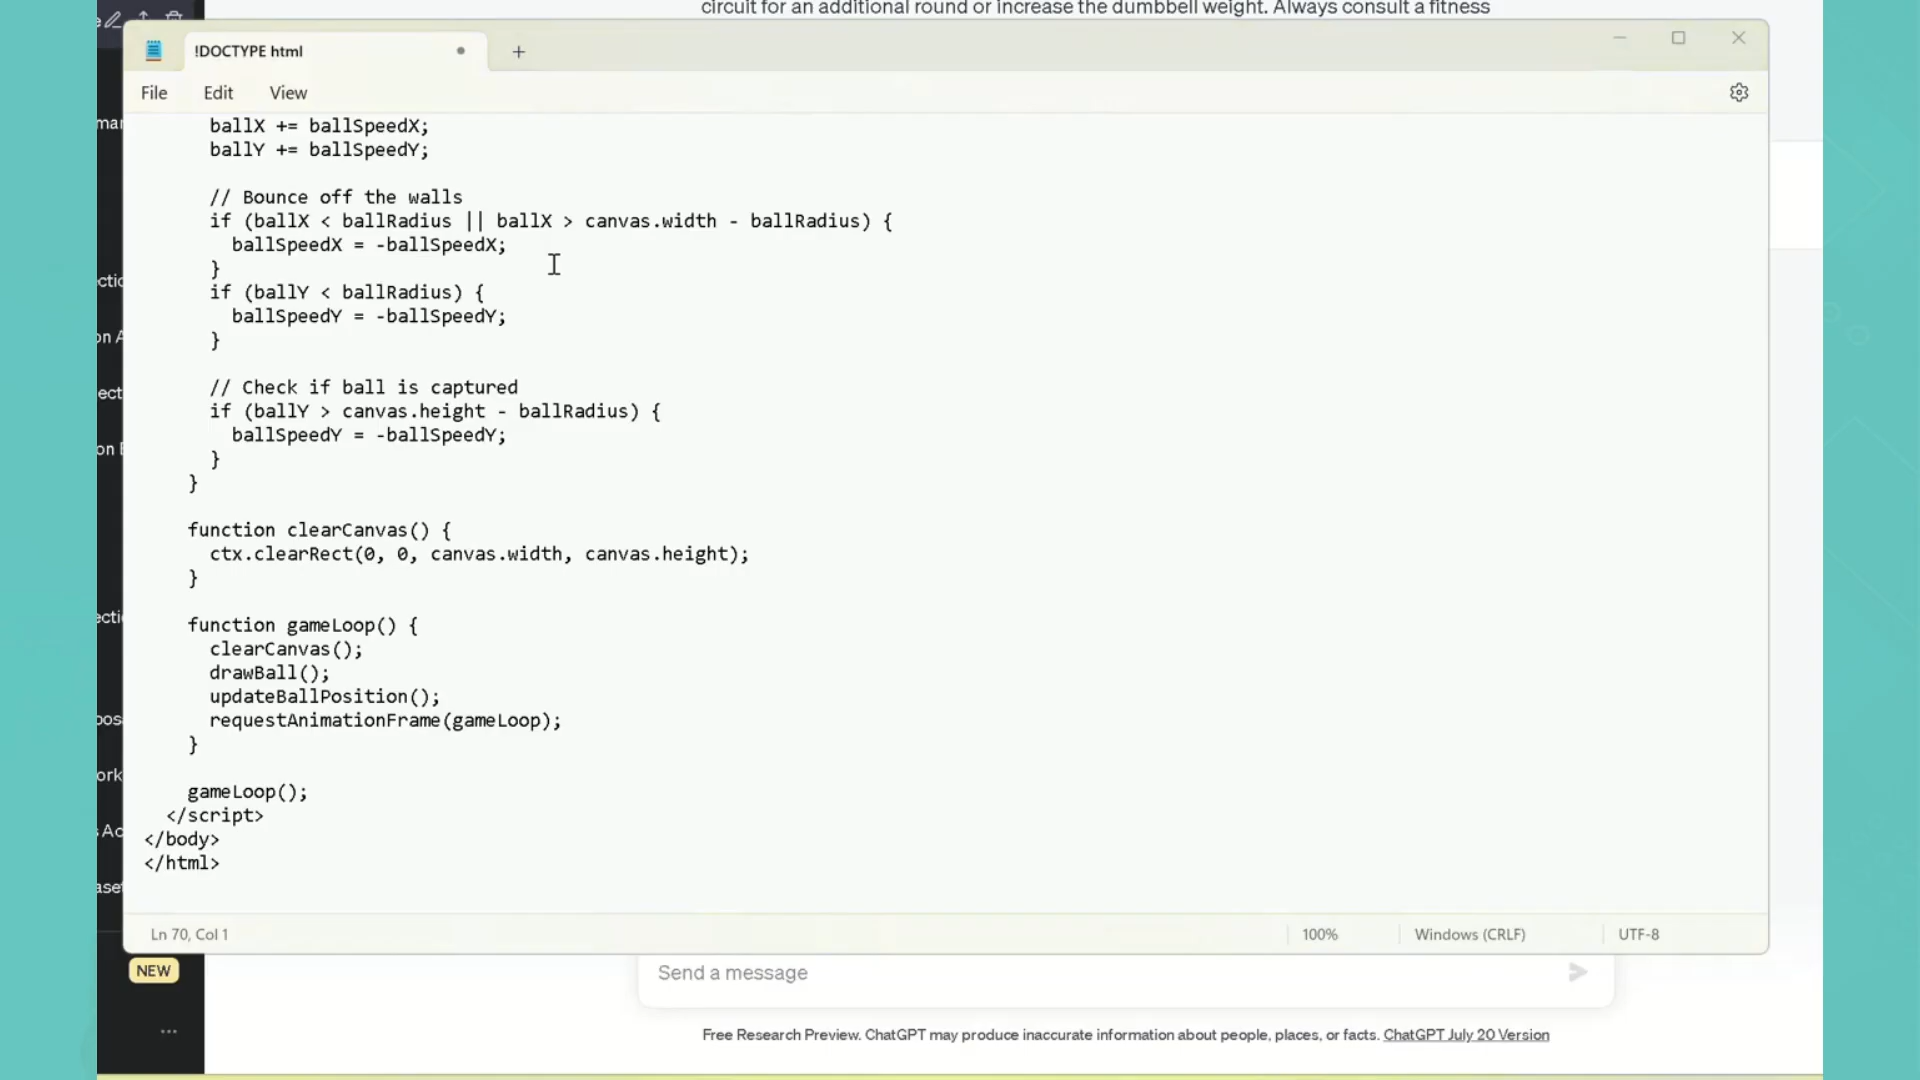 circuit for an additional round or increase the dumbbell weight. Always consult a fitness
!DOCTYPE html
File Edit View
ballX += ballSpeedX;
ballY += ballSpeedY;
// Bounce off the walls
if (ballX < ballRadius || ballX > canvas.width - ballRadius) {
ballSpeedX = -ballSpeedX;
}
if (ballY < ballRadius) {
ballSpeedY = -ballSpeedY;
}
// Check if ball is captured
if (ballY > canvas.height - ballRadius) {
ballSpeedY = -ballSpeedY;
}
}
function clearCanvas() {
ctx.clearRect(0, 0, canvas.width, canvas.height);
}
function gameLoop() {
clearCanvas();
drawBall();
updateBallPosition();
requestAnimationFrame(gameLoop);
}
gameLoop();
</script>
</body>
</html>
Ln 70, Col 1 100% Windows (CRLF) UTF-8
NEW
Send a message
Free Research Preview. ChatGPT may produce inaccurate information about people, places, or facts. ChatGPT July 20 Version